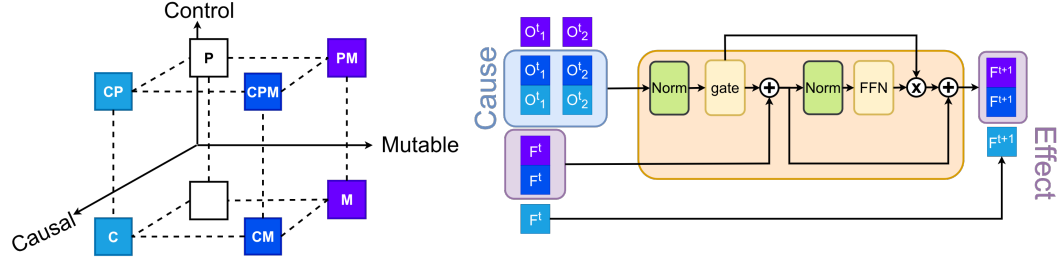 Control
P
PM
CP
CPM
Mutable
M
C
CM
Causal
Cause
O^t_1 O^t_2
O^t_1 O^t_2
O^t_1 O^t_2
F^t
F^t
F^t
Norm
gate
+
Norm
FFN
x
+
F^{t+1}
F^{t+1}
F^{t+1}
Effect